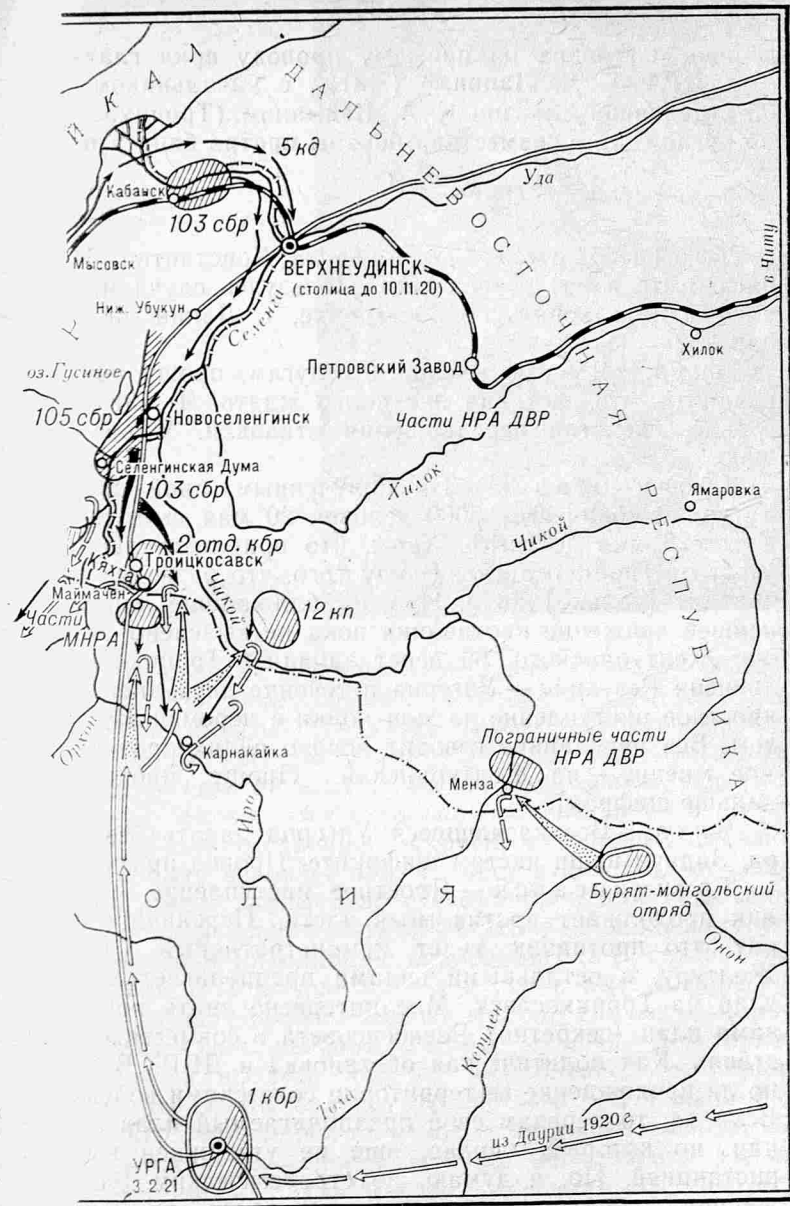 Й К А Л
ДАЛЬНЕВОСТОЧНАЯ
5 кд
Кабанск
103 сбр
Уда
Мысовск
ВЕРХНЕУДИНСК
(столица до 10.11.20)
в Читу
Ниж. Убукун
Селенга
Хилок
Петровский Завод
оз. Гусиное
105 сбр
Новоселенгинск
Части НРА ДВР
Селенгинская Дума
Хилок
103 сбр
Ямаровка
РЕСПУБЛИКА
2 отд. кбр
Чикой
Троицкосавск
Кяхта
Маймачен
Чикой
12 кп
Части
МНРА
Орхон
Карнакайка
Пограничные части
НРА ДВР
Менза
Иро
О Л И Я
Бурят-монгольский
отряд
Онон
Керулен
1 кбр
Тола
из Даурии 1920 г.
УРГА
3.2.21